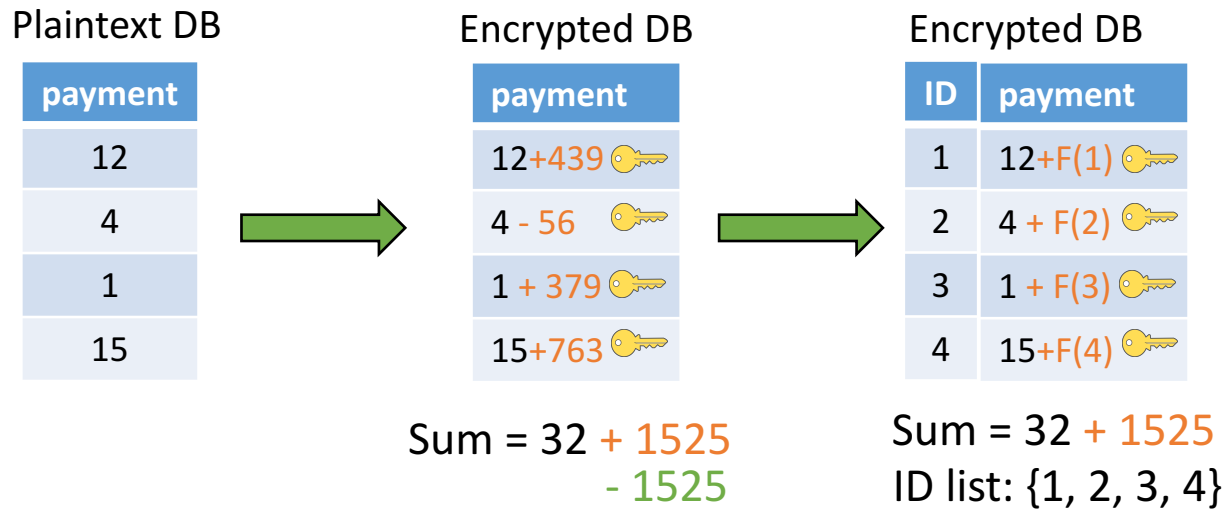 Plaintext DB
payment
12
4
1
15
Encrypted DB
payment
12+439
4 - 56
1 + 379
15+763
Sum = 32 + 1525
- 1525
Encrypted DB
ID payment
1 12+F(1)
2 4 + F(2)
3 1 + F(3)
4 15+F(4)
Sum = 32 + 1525
ID list: {1, 2, 3, 4}